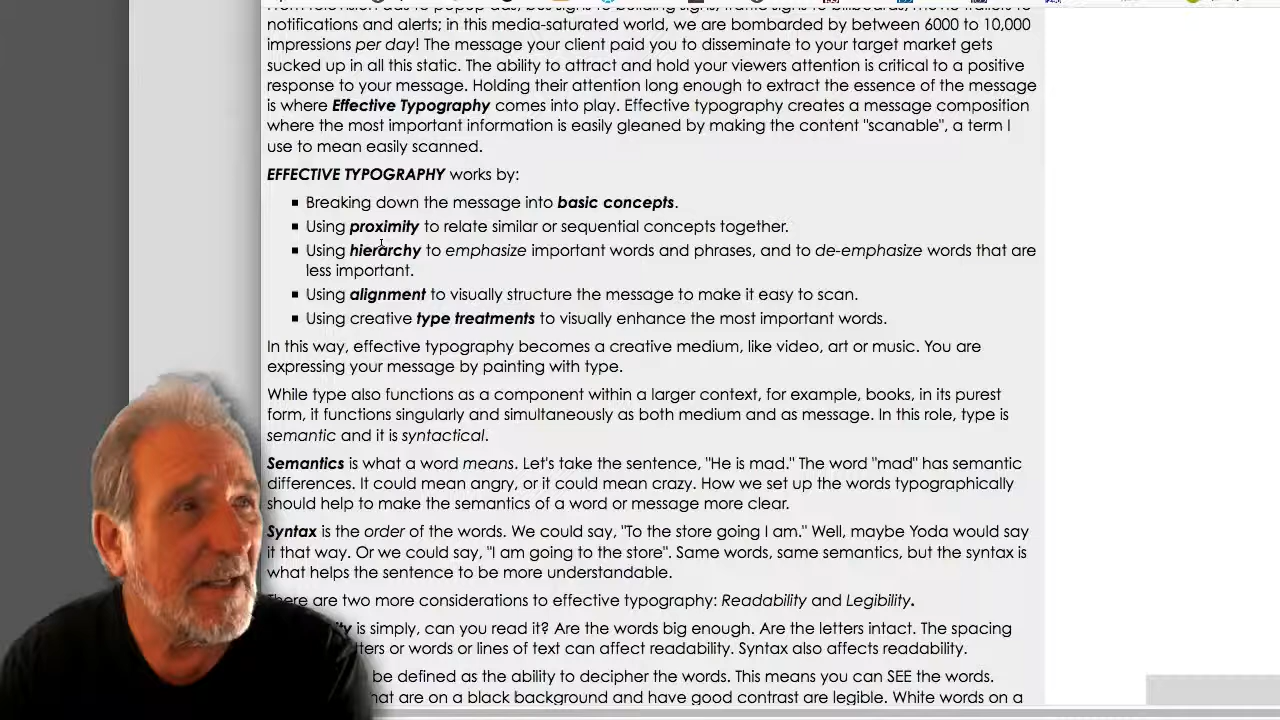 notifications and alerts; in this media-saturated world, we are bombarded by between 6000 to 10,000
impressions per day! The message your client paid you to disseminate to your target market gets
sucked up in all this static. The ability to attract and hold your viewers attention is critical to a positive
response to your message. Holding their attention long enough to extract the essence of the message
is where Effective Typography comes into play. Effective typography creates a message composition
where the most important information is easily gleaned by making the content "scanable", a term I
use to mean easily scanned.
EFFECTIVE TYPOGRAPHY works by:
Breaking down the message into basic concepts.
Using proximity to relate similar or sequential concepts together.
Using hierarchy to emphasize important words and phrases, and to de-emphasize words that are
less important.
Using alignment to visually structure the message to make it easy to scan.
Using creative type treatments to visually enhance the most important words.
In this way, effective typography becomes a creative medium, like video, art or music. You are
expressing your message by painting with type.
While type also functions as a component within a larger context, for example, books, in its purest
form, it functions singularly and simultaneously as both medium and as message. In this role, type is
semantic and it is syntactical.
Semantics is what a word means. Let's take the sentence, "He is mad." The word "mad" has semantic
differences. It could mean angry, or it could mean crazy. How we set up the words typographically
should help to make the semantics of a word or message more clear.
Syntax is the order of the words. We could say, "To the store going I am." Well, maybe Yoda would say
it that way. Or we could say, "I am going to the store". Same words, same semantics, but the syntax is
what helps the sentence to be more understandable.
There are two more considerations to effective typography: Readability and Legibility.
is simply, can you read it? Are the words big enough. Are the letters intact. The spacing
or words or lines of text can affect readability. Syntax also affects readability.
be defined as the ability to decipher the words. This means you can SEE the words.
that are on a black background and have good contrast are legible. White words on a